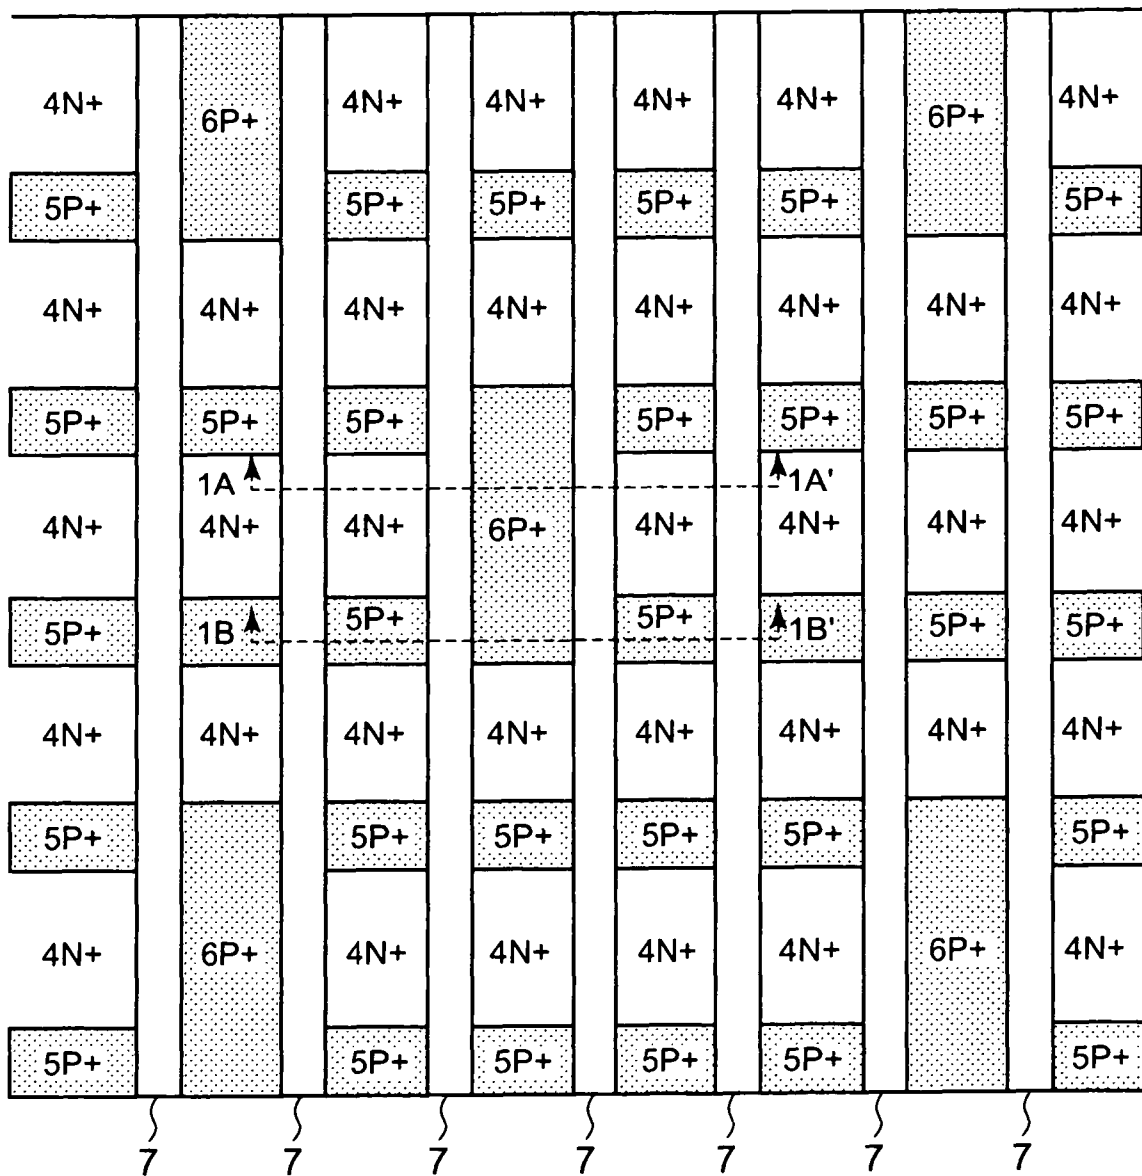 4N+ 6P+ 4N+ 4N+ 4N+ 4N+ 6P+ 4N+
5P+ 5P+ 5P+ 5P+ 5P+ 5P+
4N+ 4N+ 4N+ 4N+ 4N+ 4N+ 4N+ 4N+
5P+ 5P+ 5P+ 5P+ 5P+ 5P+ 5P+
1A 1A'
4N+ 4N+ 4N+ 6P+ 4N+ 4N+ 4N+ 4N+
5P+ 1B 5P+ 5P+ 1B' 5P+ 5P+
4N+ 4N+ 4N+ 4N+ 4N+ 4N+ 4N+ 4N+
5P+ 5P+ 5P+ 5P+ 5P+ 5P+
4N+ 6P+ 4N+ 4N+ 4N+ 4N+ 6P+ 4N+
5P+ 5P+ 5P+ 5P+ 5P+ 5P+
7 7 7 7 7 7 7